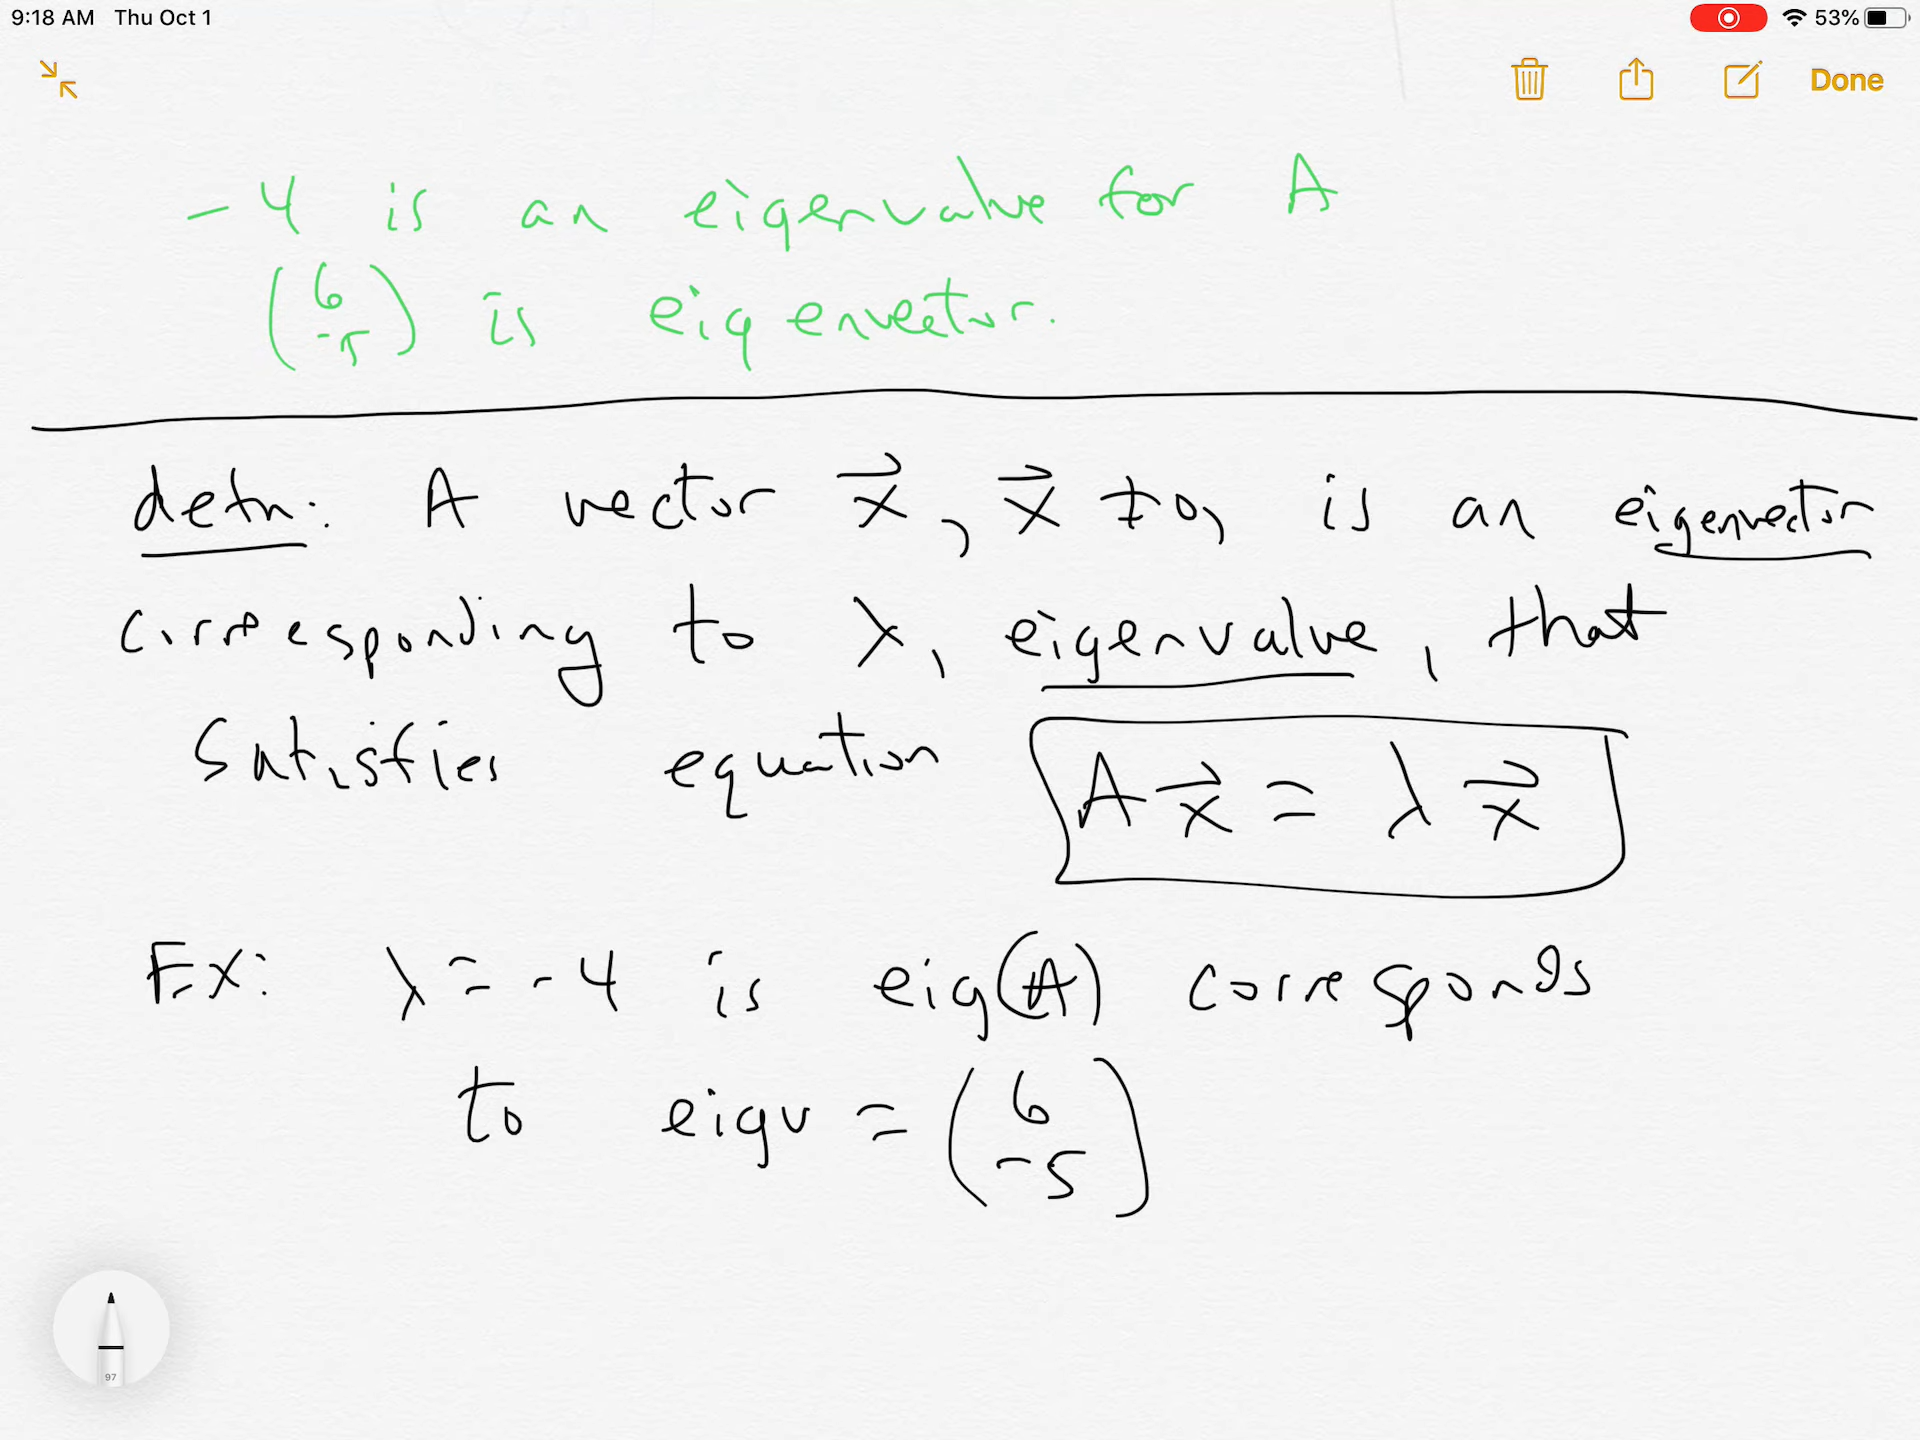 9:18 AM Thu Oct 1 53%
Done
-4 is an eigenvalue for A
(6 -5) is eigenvector.
defn: A vector x⃗, x⃗ ≠ 0, is an eigenvector
corresponding to λ, eigenvalue, that
satisfies equation A x⃗ = λ x⃗
Ex: λ = -4 is eig(A) corresponds
to eigv = (6 -5)
97